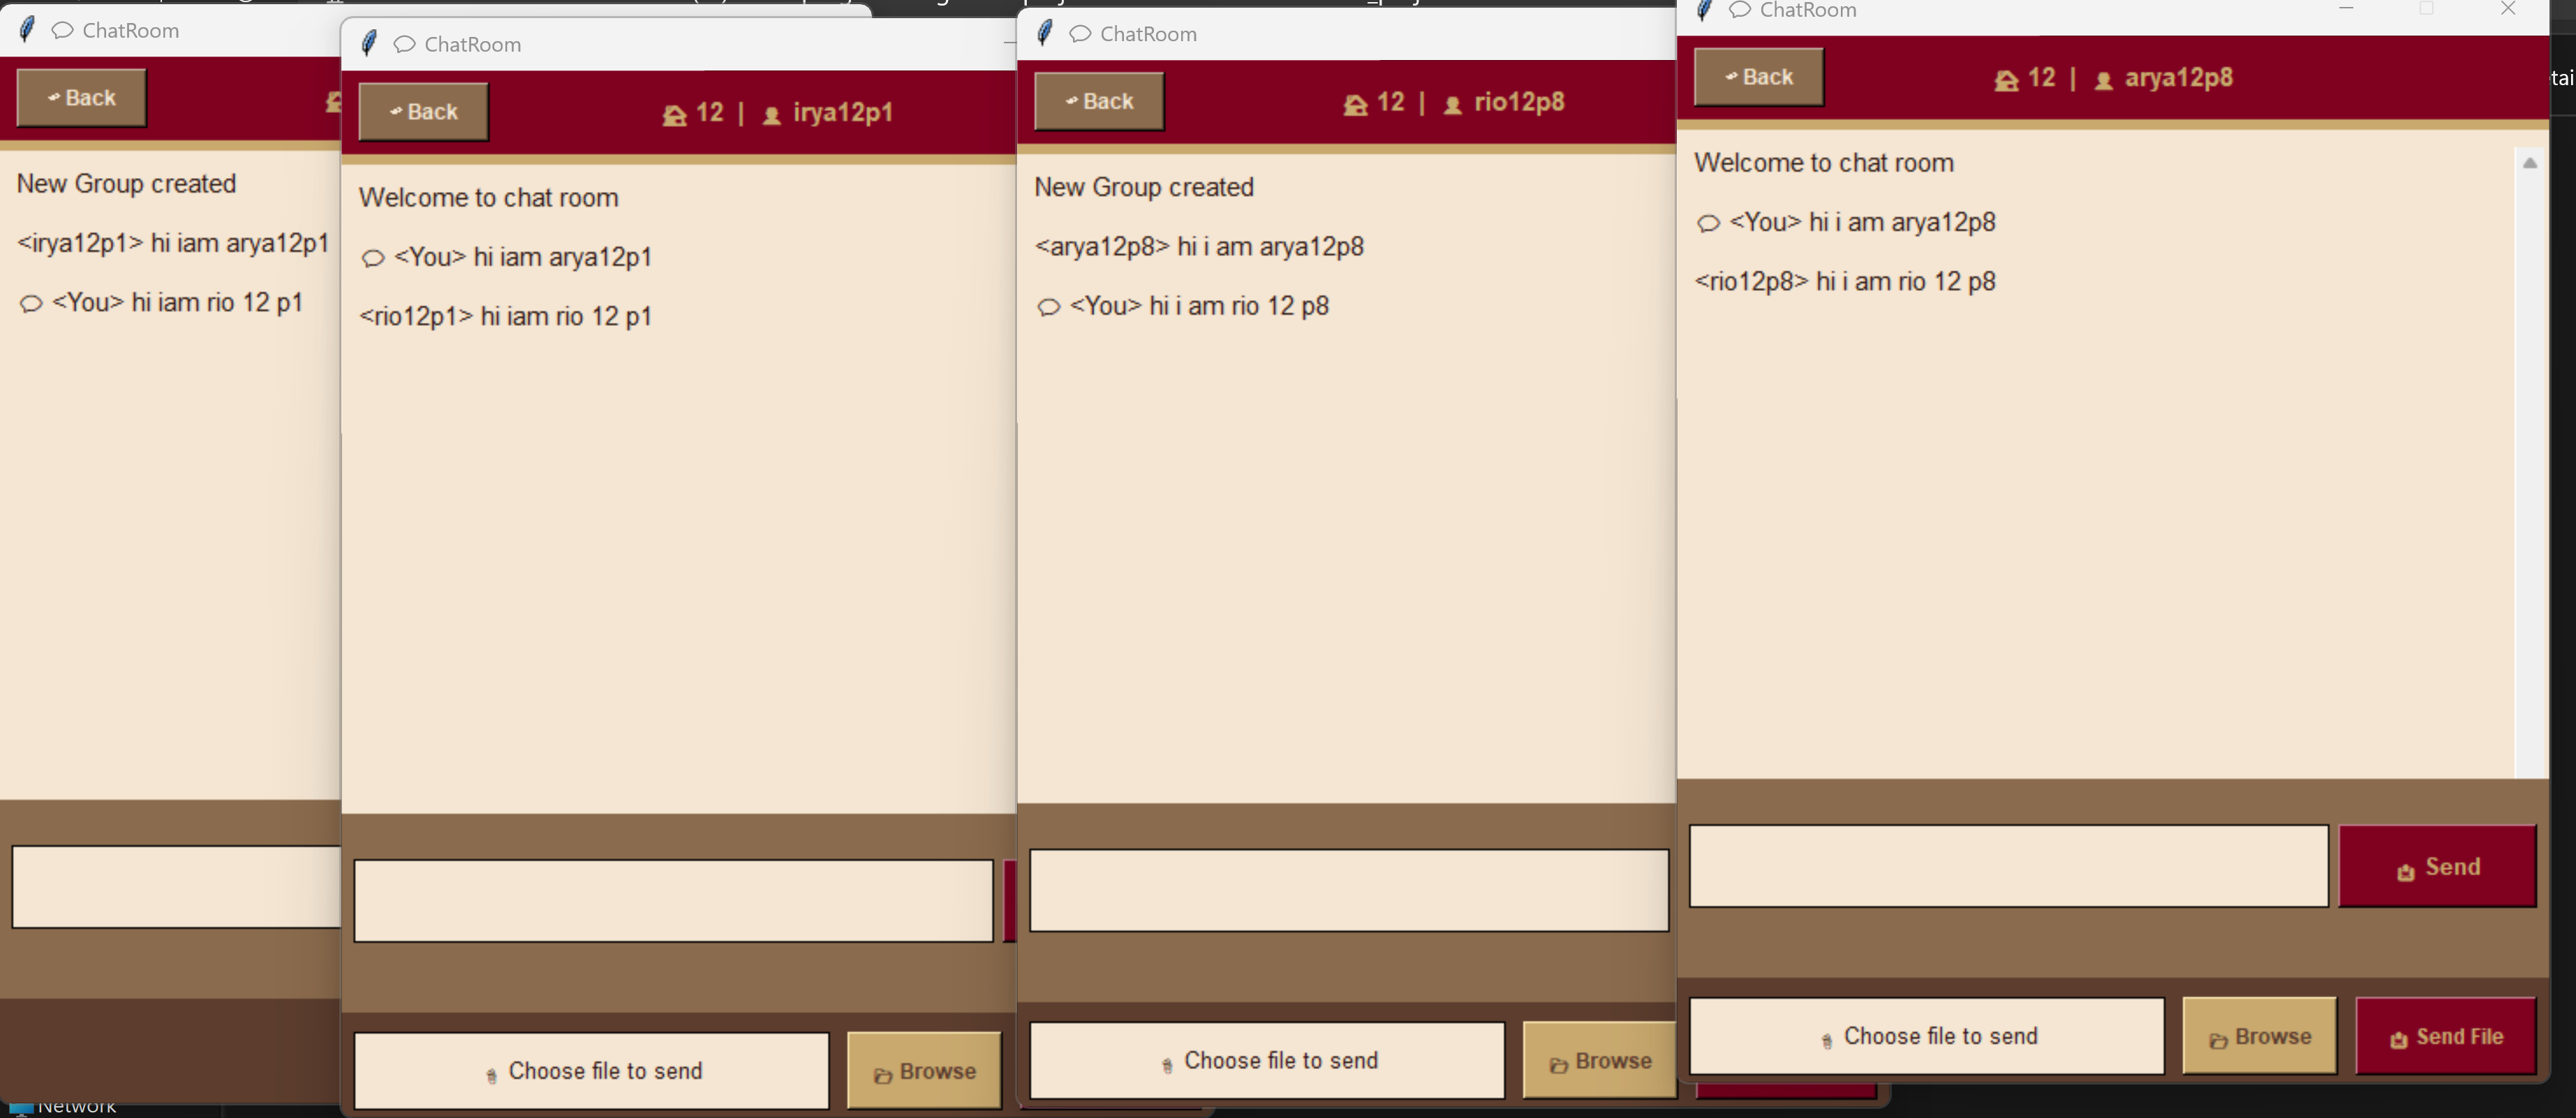 ChatRoom
Back
New Group created
<irya12p1> hi iam arya12p1
<You> hi iam rio 12 p1
Network
ChatRoom
Back
12 | irya12p1
Welcome to chat room
<You> hi iam arya12p1
<rio12p1> hi iam rio 12 p1
Choose file to send
Browse
ChatRoom
Back
12 | rio12p8
New Group created
<arya12p8> hi i am arya12p8
<You> hi i am rio 12 p8
Choose file to send
Browse
ChatRoom
Back
12 | arya12p8
Welcome to chat room
<You> hi i am arya12p8
<rio12p8> hi i am rio 12 p8
Send
Choose file to send
Browse
Send File
tai